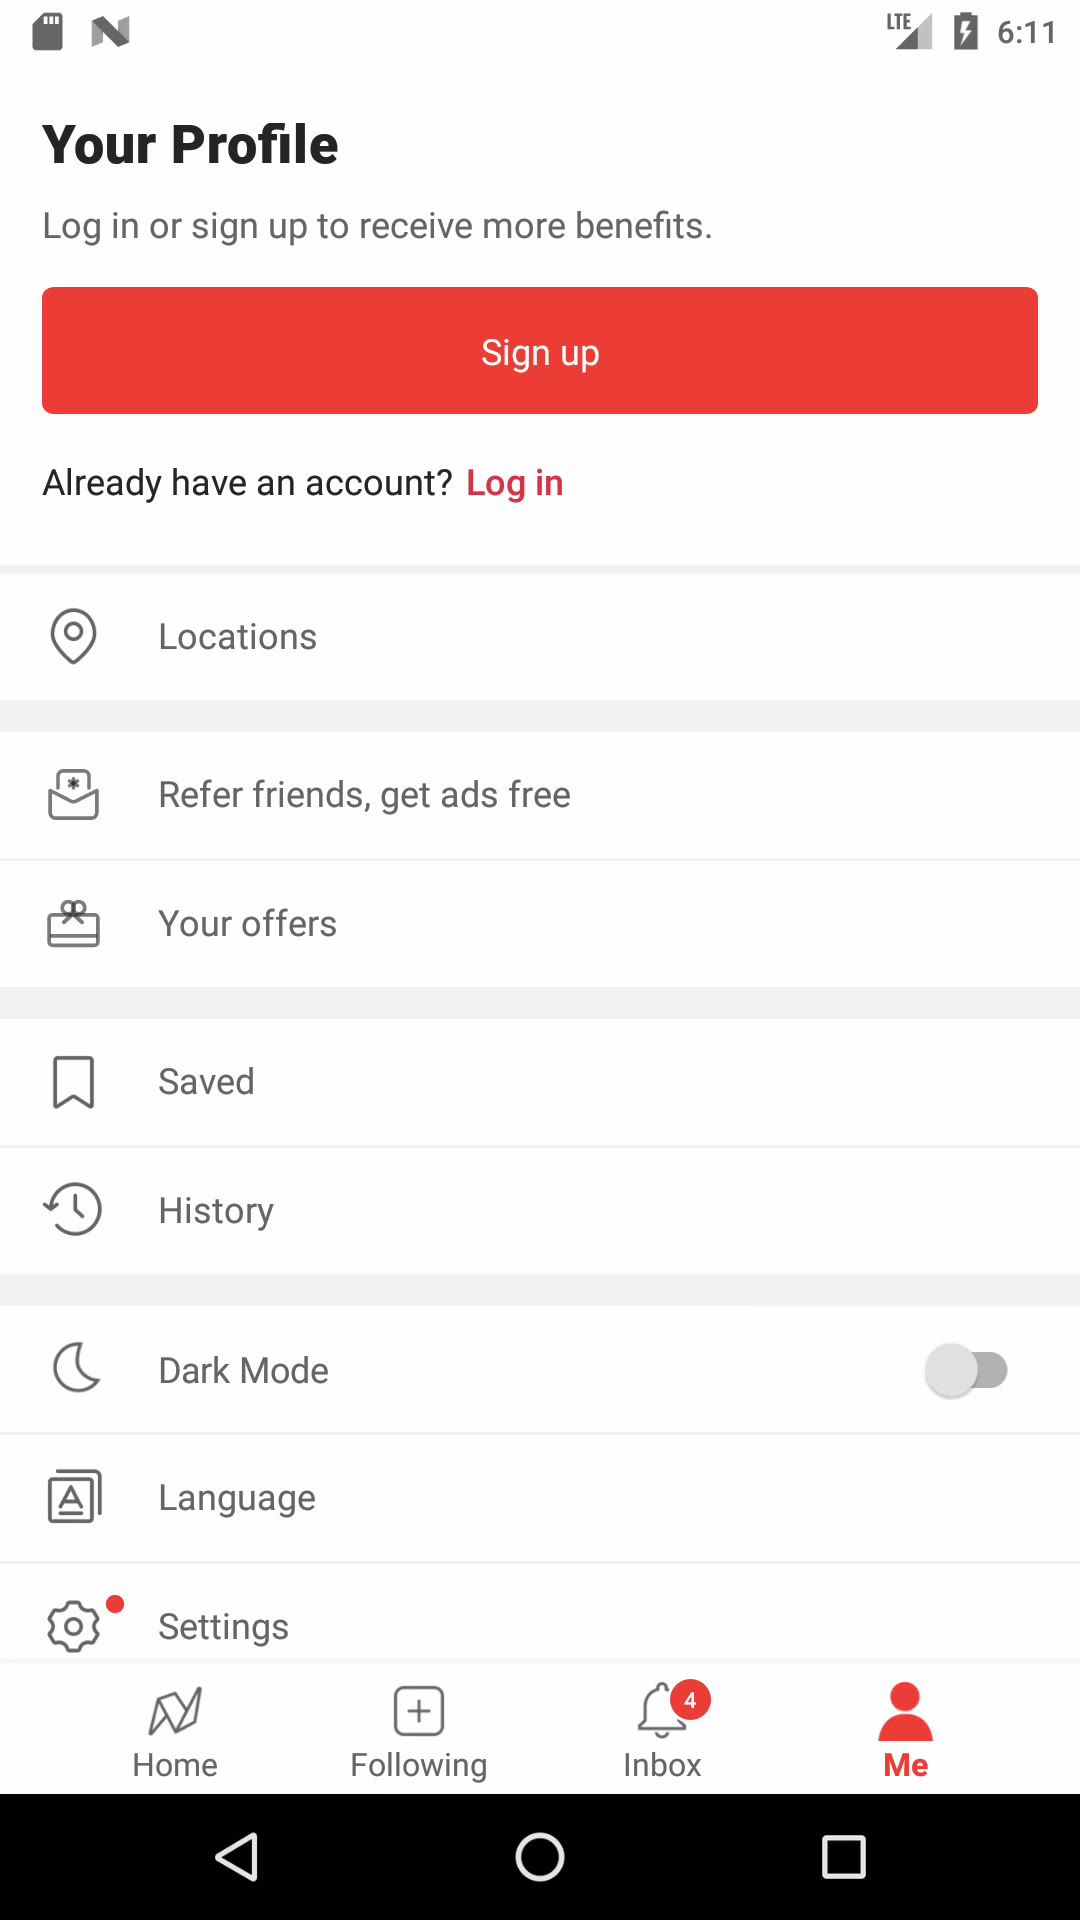 LTE 6:11
Your Profile
Log in or sign up to receive more benefits.
Sign up
Already have an account? Log in
Locations
Refer friends, get ads free
Your offers
Saved
History
Dark Mode
Language
Settings
4
Home Following Inbox Me